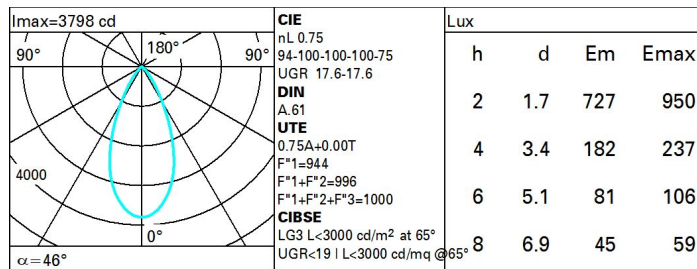 Imax=3798 cd
90°
180°
90°
4000
0°
α=46°
CIE
nL 0.75
94-100-100-100-75
UGR 17.6-17.6
DIN
A.61
UTE
0.75A+0.00T
F"1=944
F"1+F"2=996
F"1+F"2+F"3=1000
CIBSE
LG3 L<3000 cd/m² at 65°
UGR<19 | L<3000 cd/mq @65°
Lux
h d Em Emax
2 1.7 727 950
4 3.4 182 237
6 5.1 81 106
8 6.9 45 59